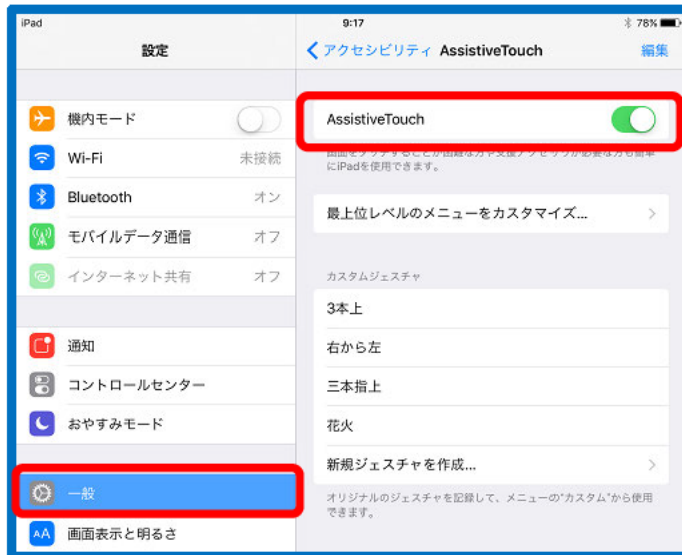 iPad
9:17
78%
設定
機内モード
Wi-Fi 未接続
Bluetooth オン
モバイルデータ通信 オフ
インターネット共有 オフ
通知
コントロールセンター
おやすみモード
一般
AA 画面表示と明るさ
アクセシビリティ AssistiveTouch 編集
AssistiveTouch
にiPadを使用できます。
最上位レベルのメニューをカスタマイズ...
カスタムジェスチャ
3本上
右から左
三本指上
花火
新規ジェスチャを作成...
オリジナルのジェスチャを記録して、メニューの"カスタム"から使用
できます。